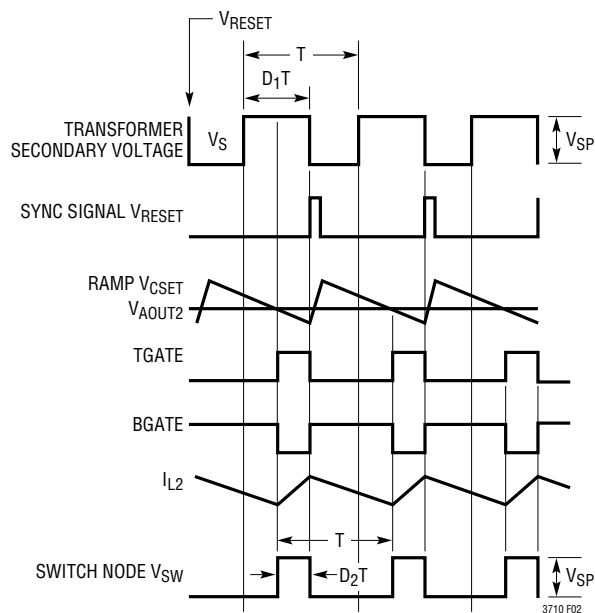 VRESET
T
D1T
TRANSFORMER
SECONDARY VOLTAGE
VS
VSP
SYNC SIGNAL VRESET
RAMP VCSET
VAOUT2
TGATE
BGATE
IL2
T
SWITCH NODE VSW
D2T
VSP
3710 F02